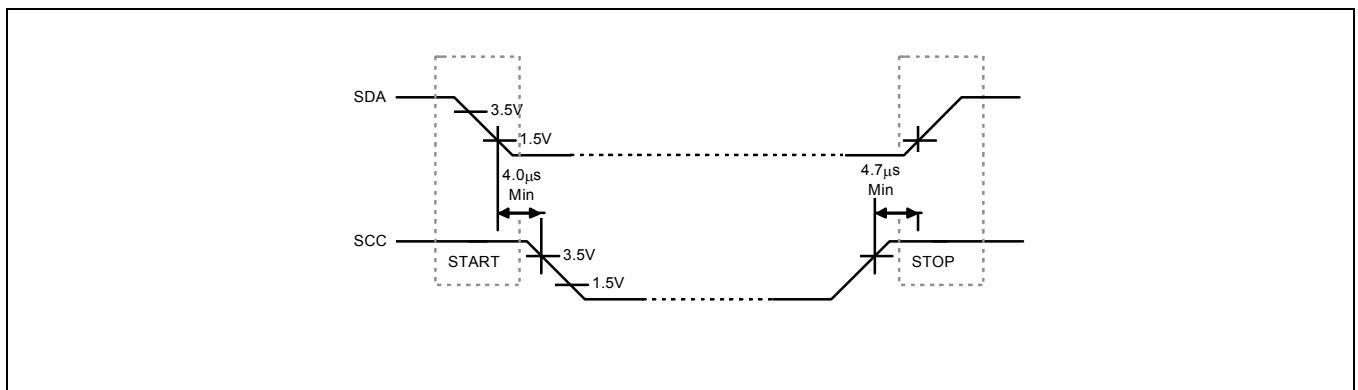 SDA
3.5V
1.5V
4.0μs
Min
4.7μs
Min
SCC
START
3.5V
1.5V
STOP